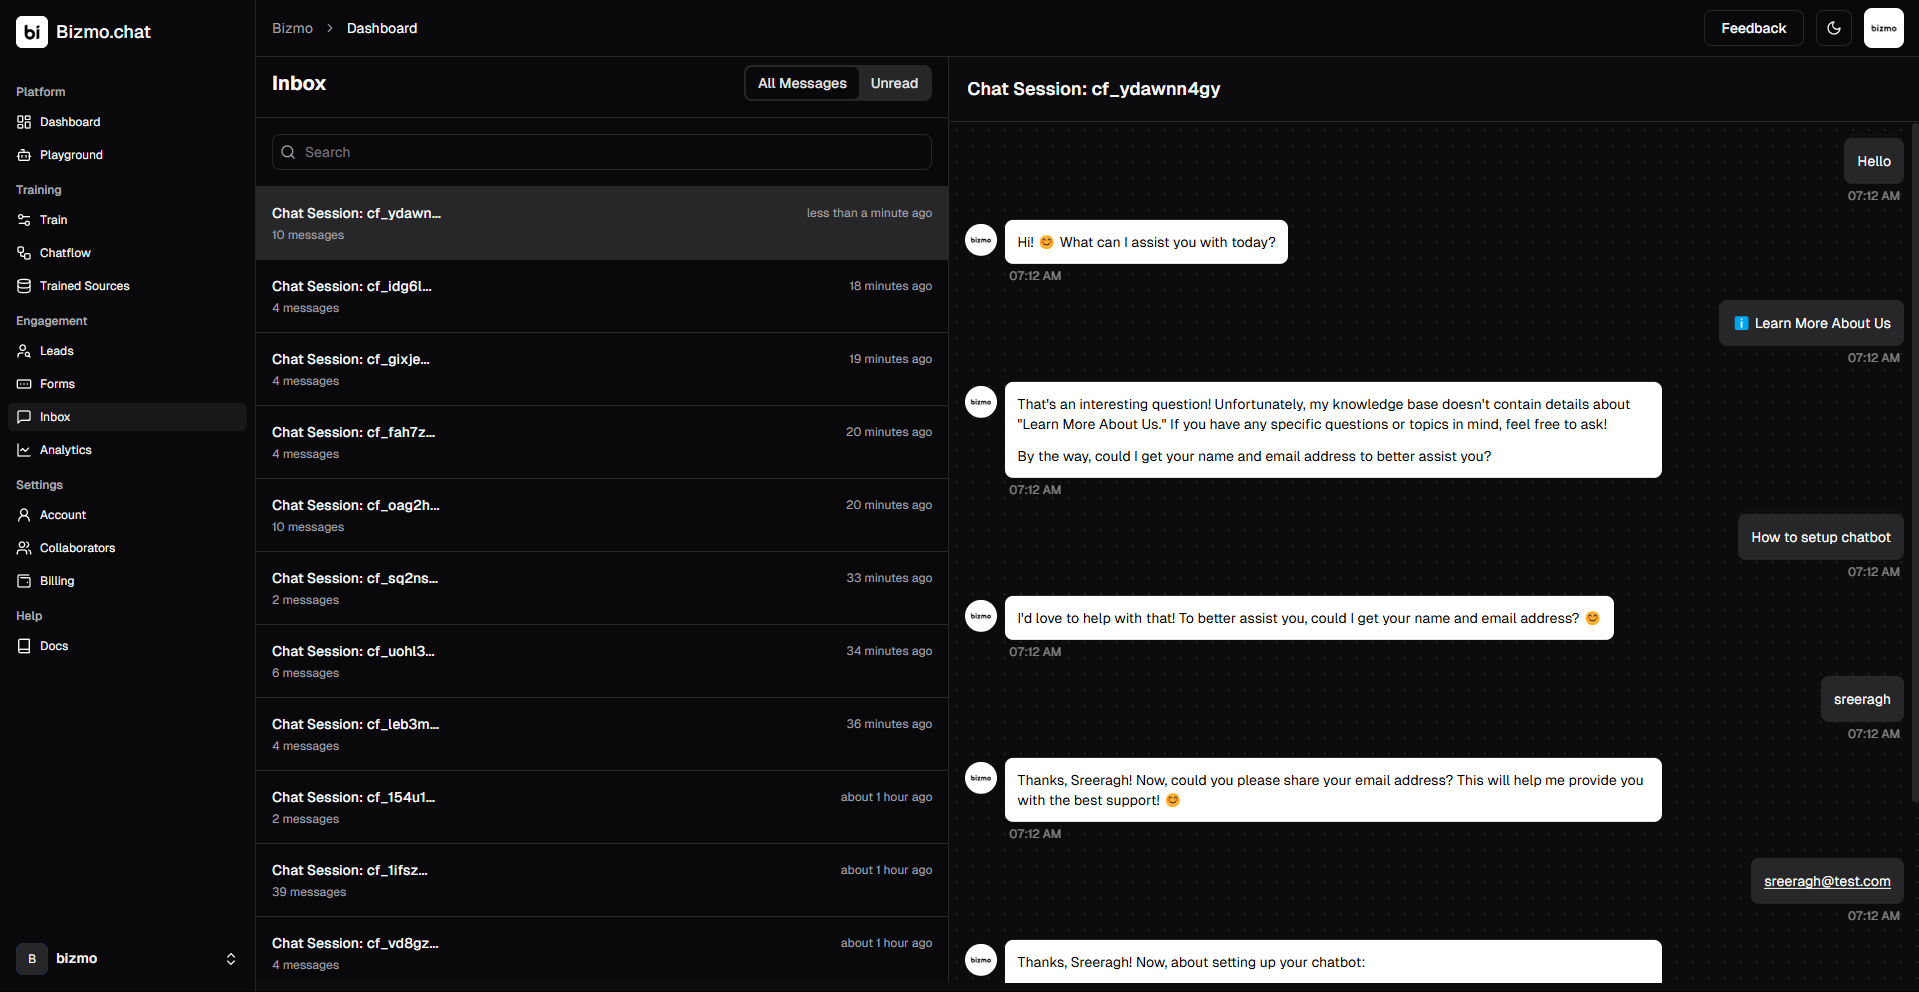 bi Bizmo.chat
Platform
Dashboard
Playground
Training
Train
Chatflow
Trained Sources
Engagement
Leads
Forms
Inbox
Analytics
Settings
Account
Collaborators
Billing
Help
Docs
B bizmo
Bizmo > Dashboard
Feedback
bizmo
Inbox
All Messages Unread
Search
Chat Session: cf_ydawn... less than a minute ago
10 messages
Chat Session: cf_idg6l... 18 minutes ago
4 messages
Chat Session: cf_gixje... 19 minutes ago
4 messages
Chat Session: cf_fah7z... 20 minutes ago
4 messages
Chat Session: cf_oag2h... 20 minutes ago
10 messages
Chat Session: cf_sq2ns... 33 minutes ago
2 messages
Chat Session: cf_uohl3... 34 minutes ago
6 messages
Chat Session: cf_leb3m... 36 minutes ago
4 messages
Chat Session: cf_154u1... about 1 hour ago
2 messages
Chat Session: cf_1ifsz... about 1 hour ago
39 messages
Chat Session: cf_vd8gz... about 1 hour ago
4 messages
Chat Session: cf_ydawnn4gy
Hello
07:12 AM
bizmo
Hi! 😊 What can I assist you with today?
07:12 AM
ℹ️ Learn More About Us
07:12 AM
bizmo
That's an interesting question! Unfortunately, my knowledge base doesn't contain details about
"Learn More About Us." If you have any specific questions or topics in mind, feel free to ask!
By the way, could I get your name and email address to better assist you?
07:12 AM
How to setup chatbot
07:12 AM
bizmo
I'd love to help with that! To better assist you, could I get your name and email address? 😊
07:12 AM
sreeragh
07:12 AM
bizmo
Thanks, Sreeragh! Now, could you please share your email address? This will help me provide you
with the best support! 😊
07:12 AM
sreeragh@test.com
07:12 AM
bizmo
Thanks, Sreeragh! Now, about setting up your chatbot: